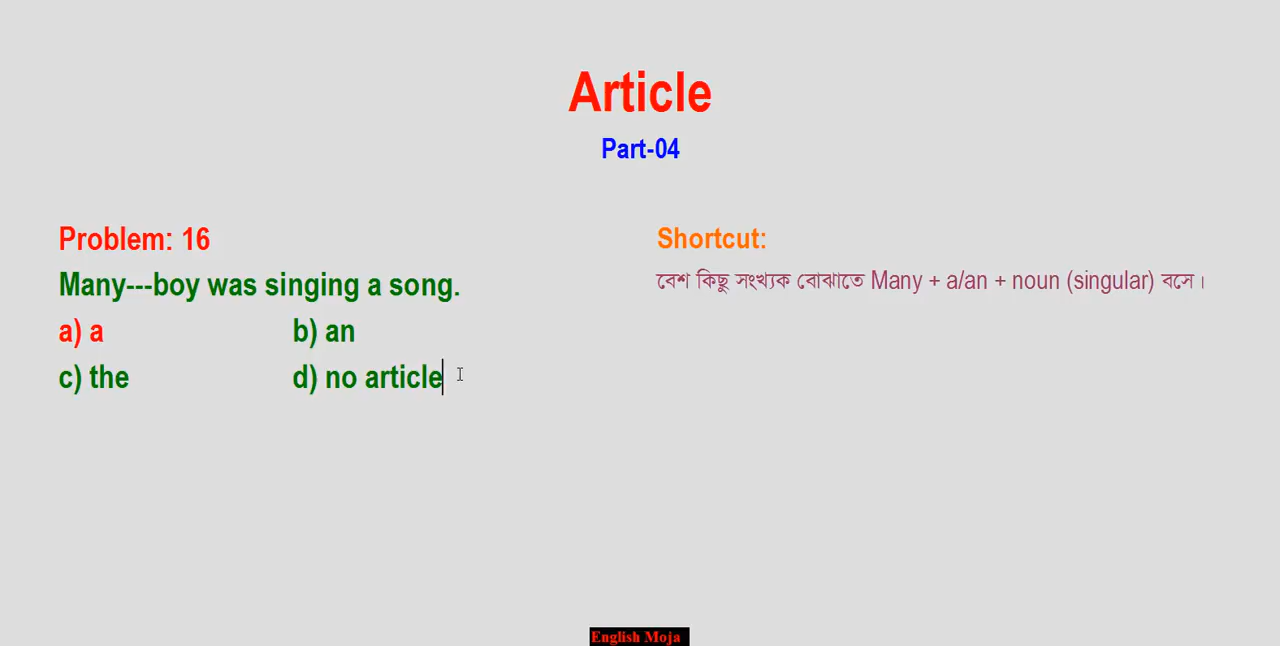 Article
Part-04
Problem: 16
Many---boy was singing a song.
a) a b) an
c) the d) no article
Shortcut:
বেশ কিছু সংখ্যক বোঝাতে Many + a/an + noun (singular) বসে।
English Moja